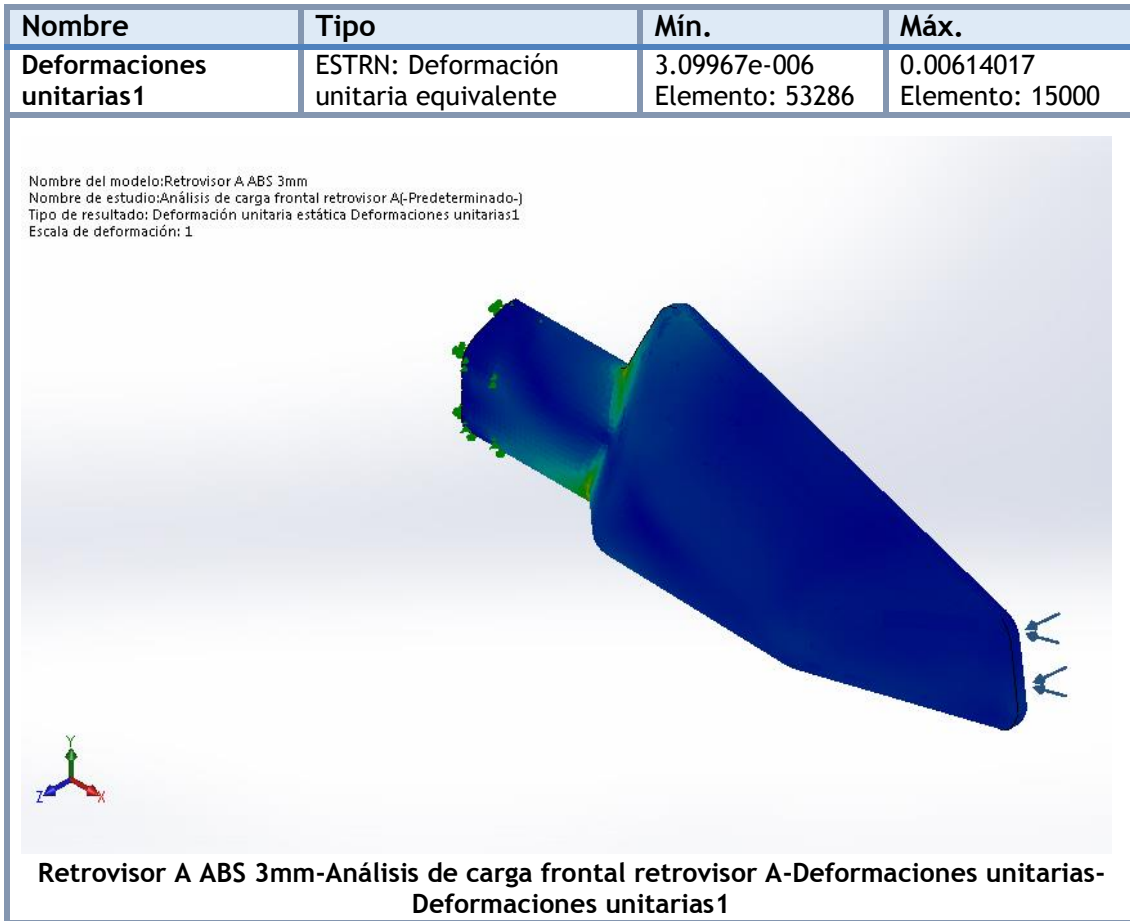 Nombre Tipo Mín. Máx.
Deformaciones unitarias1 ESTRN: Deformación unitaria equivalente 3.09967e-006 Elemento: 53286 0.00614017 Elemento: 15000
Nombre del modelo:Retrovisor A ABS 3mm
Nombre de estudio:Análisis de carga frontal retrovisor A(-Predeterminado-)
Tipo de resultado: Deformación unitaria estática Deformaciones unitarias1
Escala de deformación: 1
Y
Z X
Retrovisor A ABS 3mm-Análisis de carga frontal retrovisor A-Deformaciones unitarias-
Deformaciones unitarias1